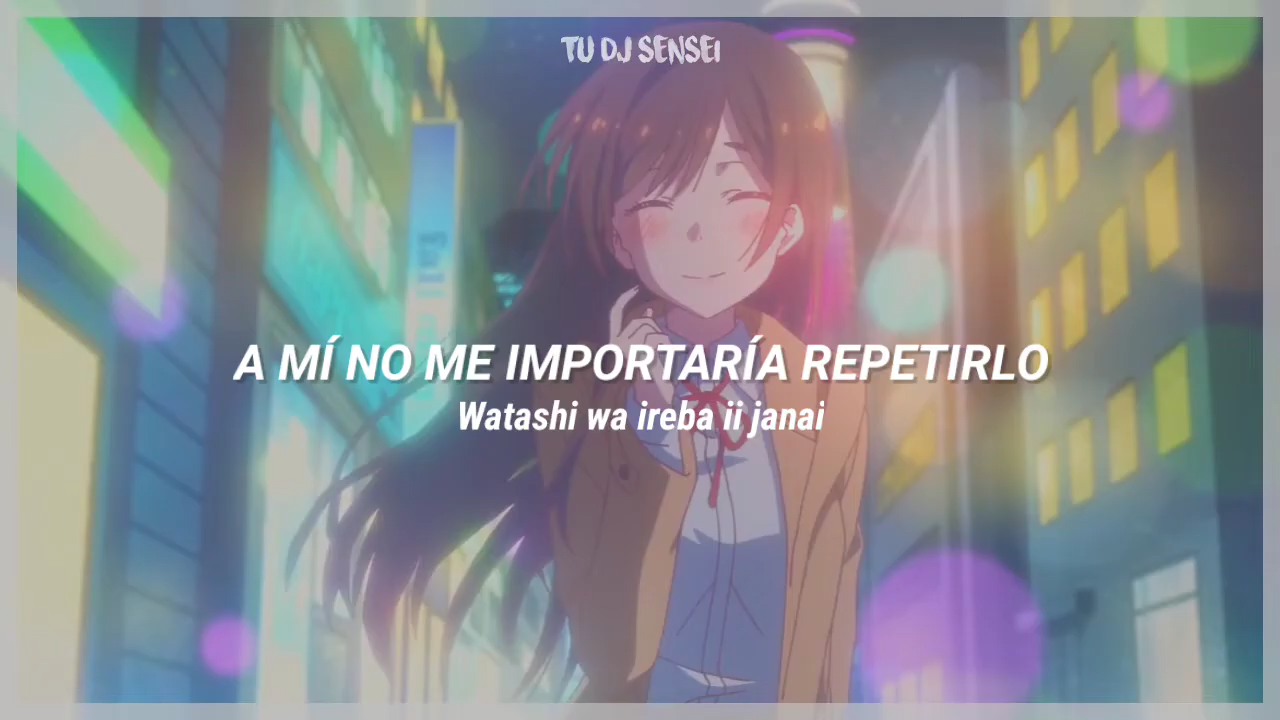 TU DJ SENSEI
A MÍ NO ME IMPORTARÍA REPETIRLO
Watashi wa ireba ii janai